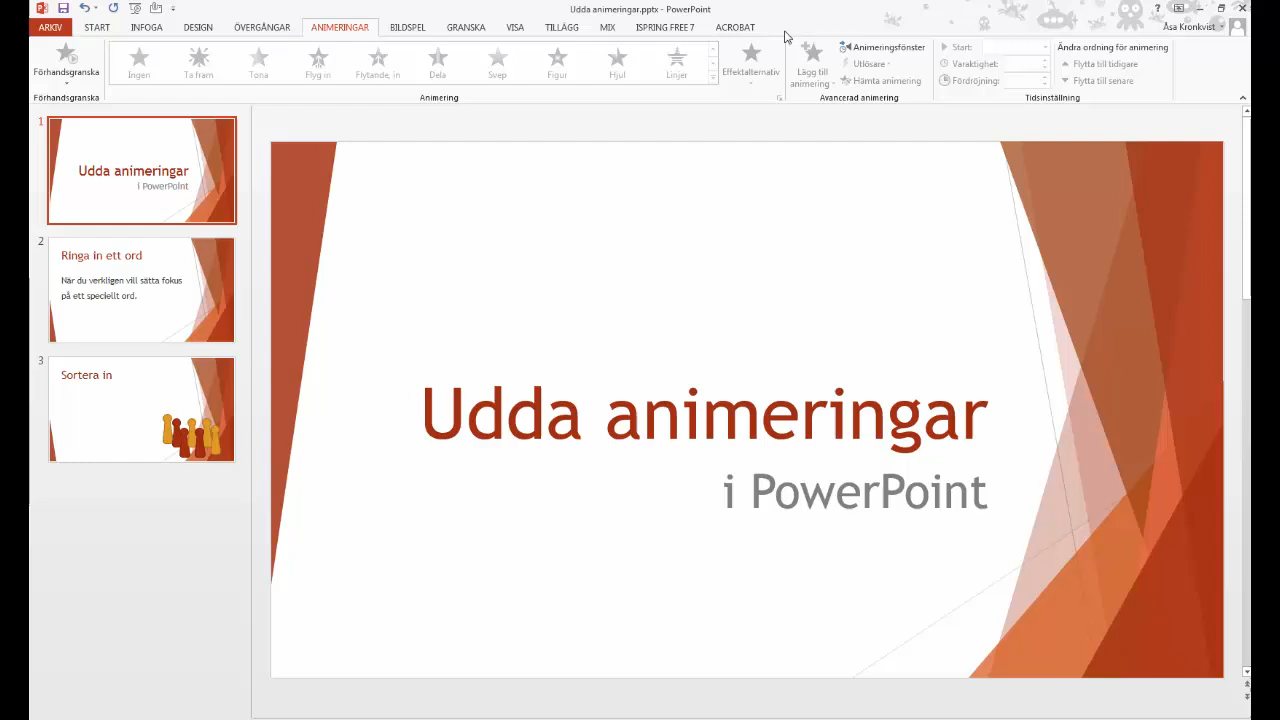 Udda animeringar.pptx - PowerPoint
?
ARKIV START INFOGA DESIGN ÖVERGÅNGAR ANIMERINGAR BILDSPEL GRANSKA VISA TILLÄGG MIX ISPRING FREE 7 ACROBAT Åsa Kronkvist
Förhandsgranska
Ingen Ta fram Tona Flyg in Flytande, in Dela Svep Figur Hjul Linjer
Effektalternativ
Lägg till animering
Animeringsfönster
Utlösare
Hämta animering
Start:
Varaktighet:
Fördröjning:
Ändra ordning för animering
Flytta till tidigare
Flytta till senare
Förhandsgranska Animering Avancerad animering Tidsinställning
1
Udda animeringar
i PowerPoint
2
Ringa in ett ord
När du verkligen vill sätta fokus
på ett speciellt ord.
3
Sortera in
Udda animeringar
i PowerPoint